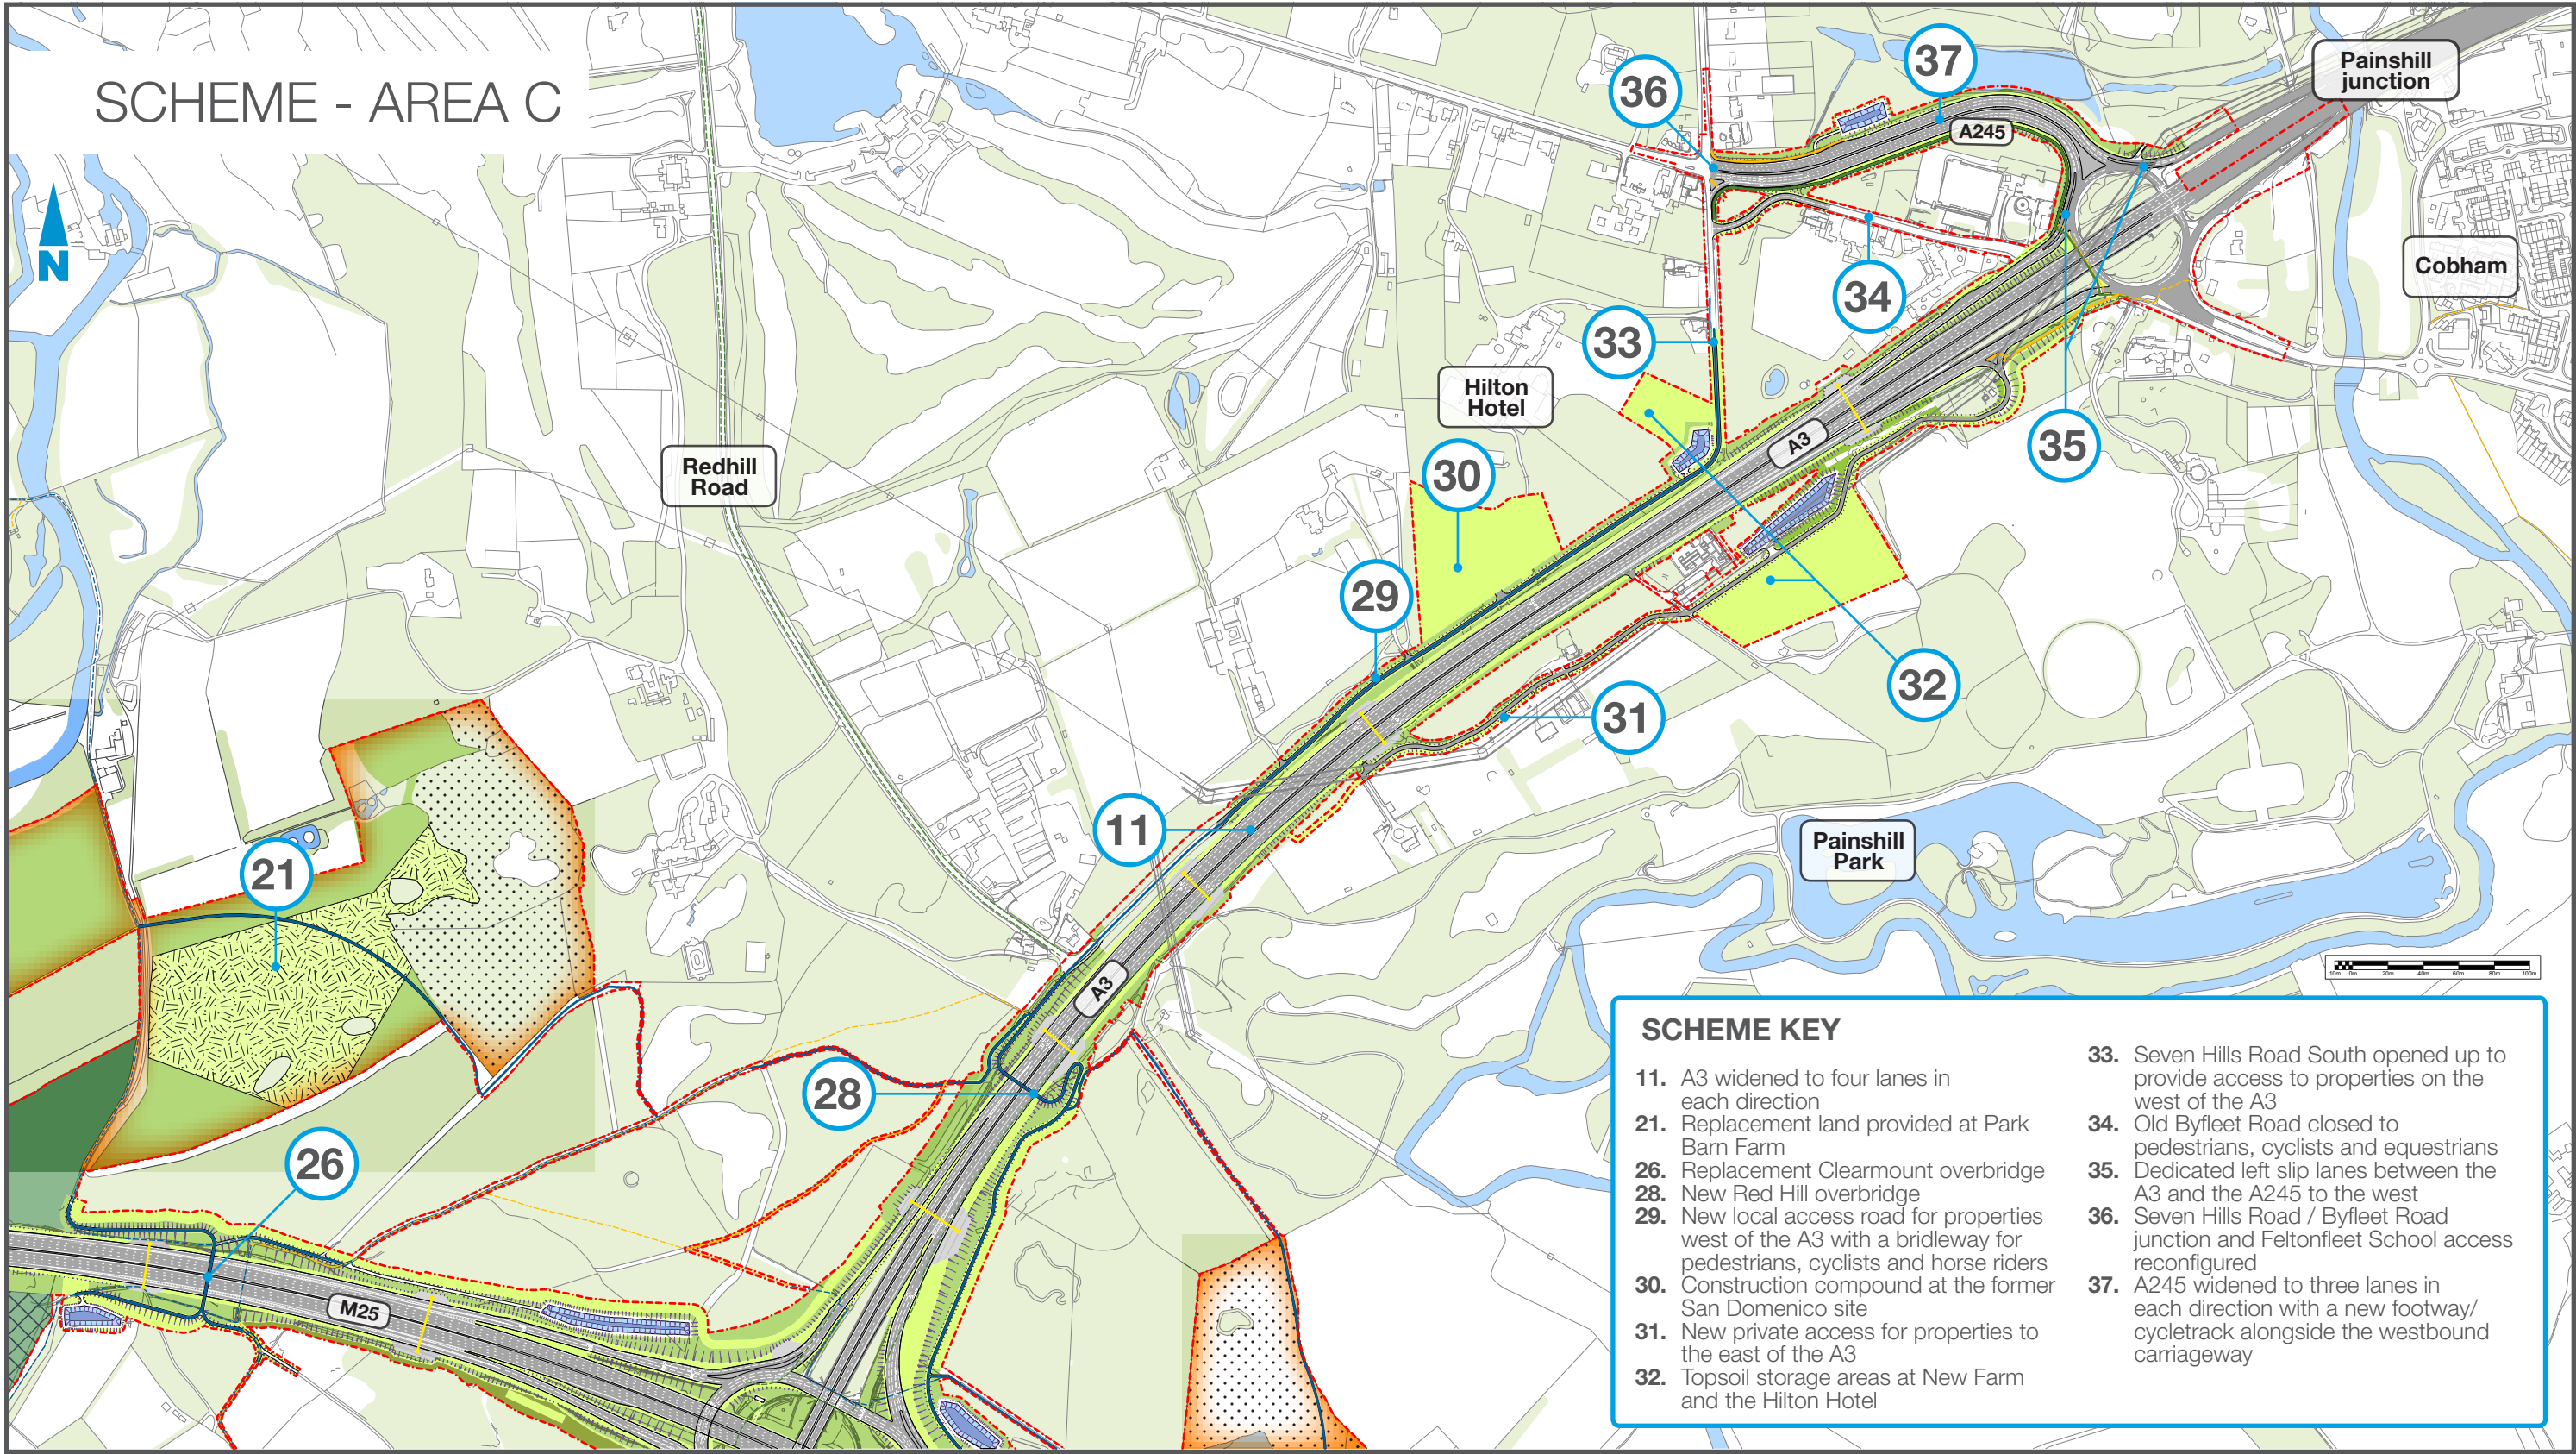 SCHEME - AREA C
N
36
37
Painshill
junction
A245
Cobham
34
33
35
Hilton
Hotel
A3
Redhill
Road
30
29
32
31
11
Painshill
Park
21
A3
28
26
M25
10m 0m 20m 40m 60m 80m 100m
SCHEME KEY
11. A3 widened to four lanes in
each direction
21. Replacement land provided at Park
Barn Farm
26. Replacement Clearmount overbridge
28. New Red Hill overbridge
29. New local access road for properties
west of the A3 with a bridleway for
pedestrians, cyclists and horse riders
30. Construction compound at the former
San Domenico site
31. New private access for properties to
the east of the A3
32. Topsoil storage areas at New Farm
and the Hilton Hotel
33. Seven Hills Road South opened up to
provide access to properties on the
west of the A3
34. Old Byfleet Road closed to
pedestrians, cyclists and equestrians
35. Dedicated left slip lanes between the
A3 and the A245 to the west
36. Seven Hills Road / Byfleet Road
junction and Feltonfleet School access
reconfigured
37. A245 widened to three lanes in
each direction with a new footway/
cycletrack alongside the westbound
carriageway